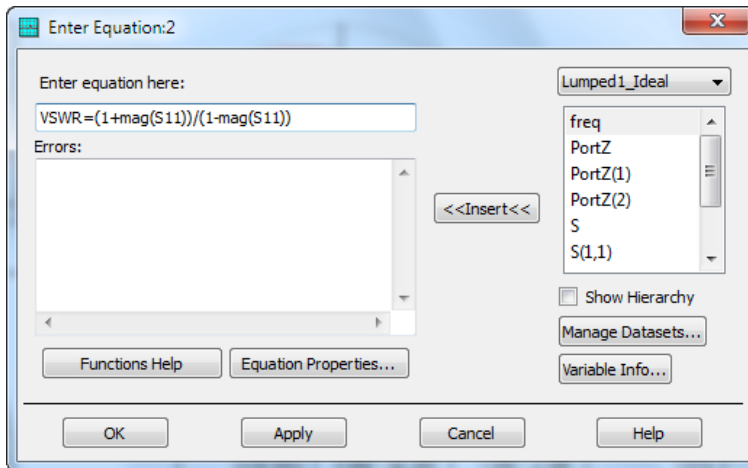 Enter Equation:2
Enter equation here:
VSWR=(1+mag(S11))/(1-mag(S11))
Errors:
<<Insert<<
Lumped1_Ideal
freq
PortZ
PortZ(1)
PortZ(2)
S
S(1,1)
Show Hierarchy
Manage Datasets...
Variable Info...
Functions Help
Equation Properties...
OK
Apply
Cancel
Help